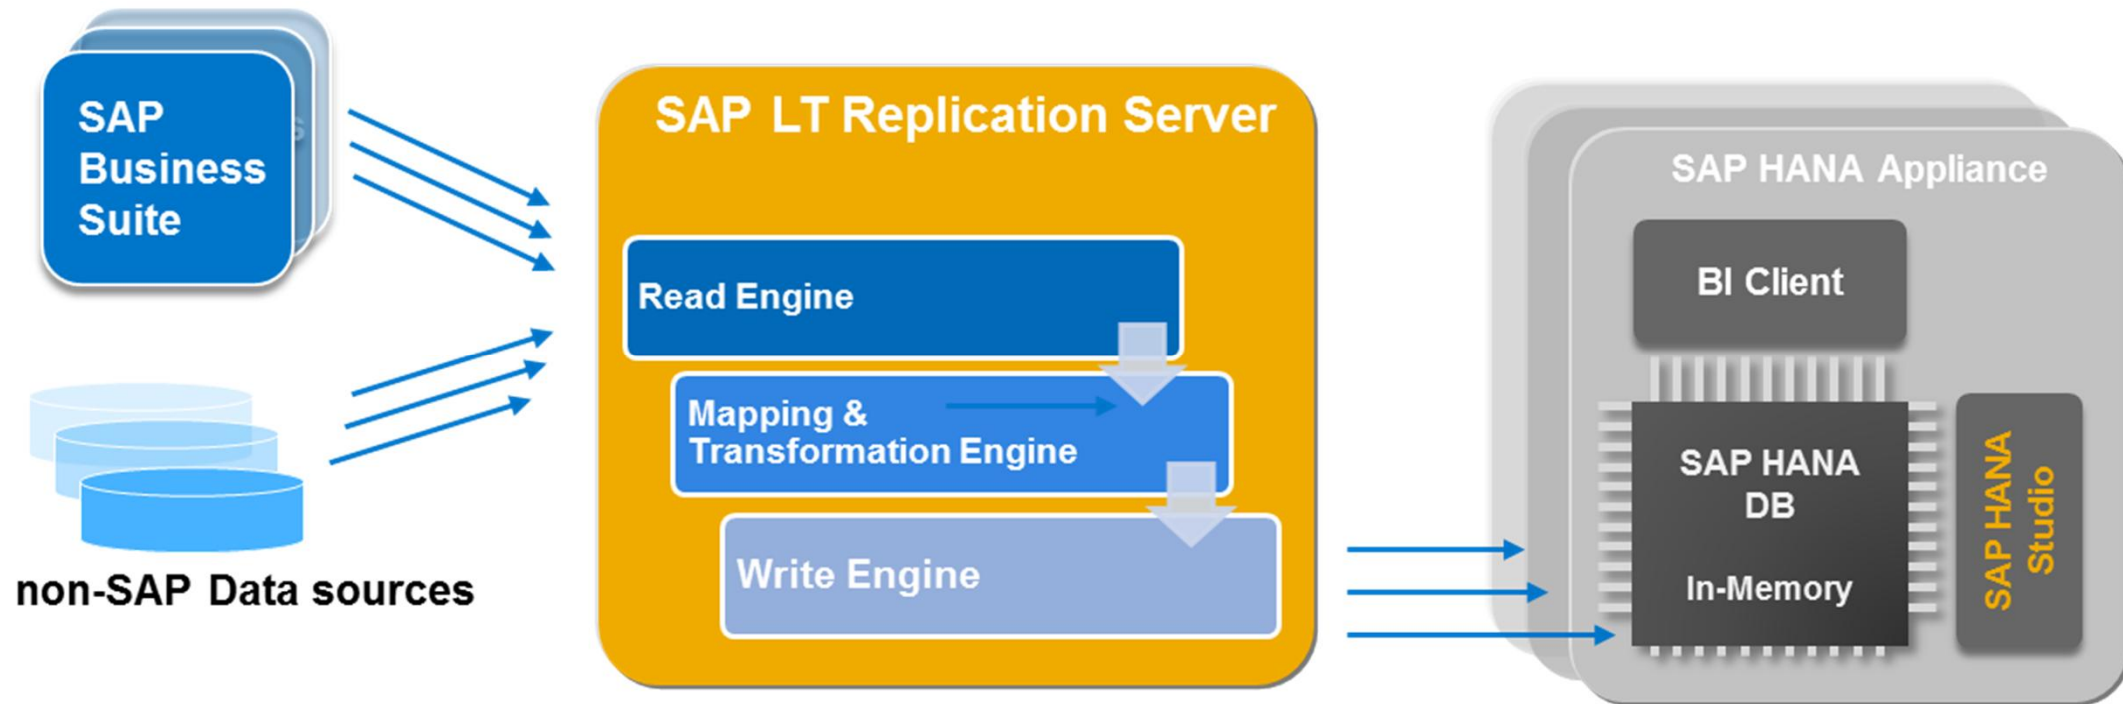 SAP
Business
Suite
non-SAP Data sources
SAP LT Replication Server
Read Engine
Mapping &
Transformation Engine
Write Engine
SAP HANA Appliance
BI Client
SAP HANA
DB
In-Memory
SAP HANA
Studio